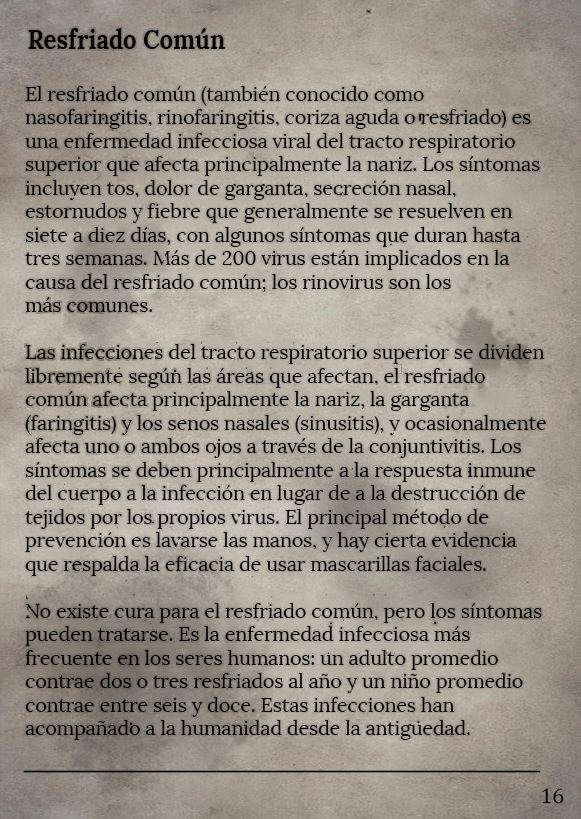 Resfriado Común
El resfriado común (también conocido como
nasofaringitis, rinofaringitis, coriza aguda o resfriado) es
una enfermedad infecciosa viral del tracto respiratorio
superior que afecta principalmente la nariz. Los síntomas
incluyen tos, dolor de garganta, secreción nasal,
estornudos y fiebre que generalmente se resuelven en
siete a diez días, con algunos síntomas que duran hasta
tres semanas. Más de 200 virus están implicados en la
causa del resfriado común; los rinovirus son los
más comunes.
Las infecciones del tracto respiratorio superior se dividen
libremente según las áreas que afectan, el resfriado
común afecta principalmente la nariz, la garganta
(faringitis) y los senos nasales (sinusitis), y ocasionalmente
afecta uno o ambos ojos a través de la conjuntivitis. Los
síntomas se deben principalmente a la respuesta inmune
del cuerpo a la infección en lugar de a la destrucción de
tejidos por los propios virus. El principal método de
prevención es lavarse las manos, y hay cierta evidencia
que respalda la eficacia de usar mascarillas faciales.
No existe cura para el resfriado común, pero los síntomas
pueden tratarse. Es la enfermedad infecciosa más
frecuente en los seres humanos: un adulto promedio
contrae dos o tres resfriados al año y un niño promedio
contrae entre seis y doce. Estas infecciones han
acompañado a la humanidad desde la antigüedad.
16